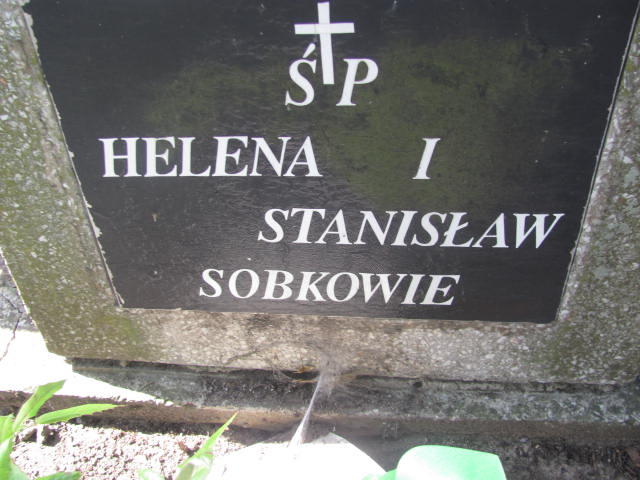 ŚP
HELENA I
STANISŁAW
SOBKOWIE